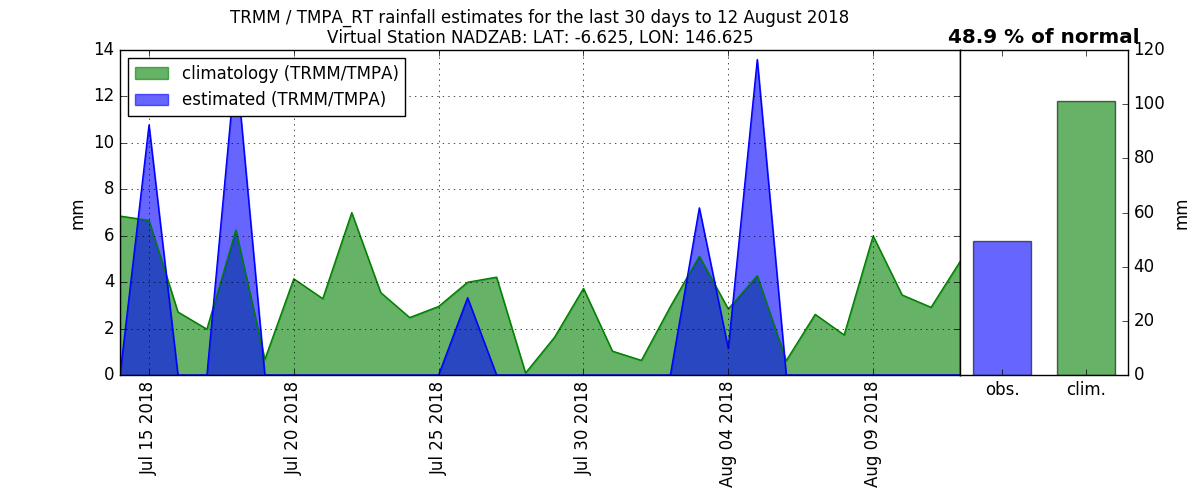 TRMM / TMPA_RT rainfall estimates for the last 30 days to 12 August 2018
Virtual Station NADZAB: LAT: -6.625, LON: 146.625
48.9 % of normal
climatology (TRMM/TMPA)
estimated (TRMM/TMPA)
mm
14
12
10
8
6
4
2
0
Jul 15 2018
Jul 20 2018
Jul 25 2018
Jul 30 2018
Aug 04 2018
Aug 09 2018
120
100
80
60
40
20
0
mm
obs.
clim.